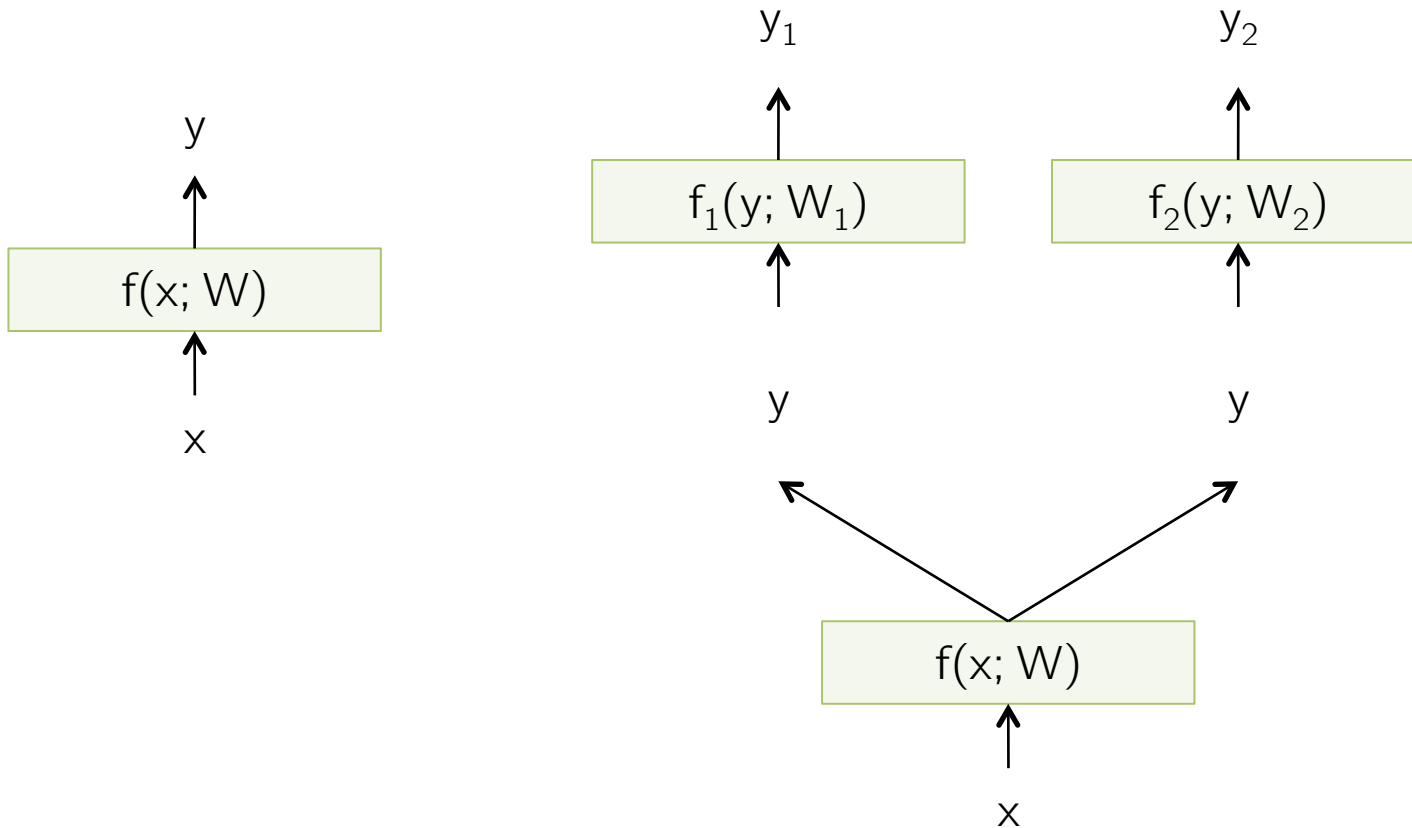 y
f(x; W)
x
y₁
y₂
f₁(y; W₁)
f₂(y; W₂)
y
y
f(x; W)
x